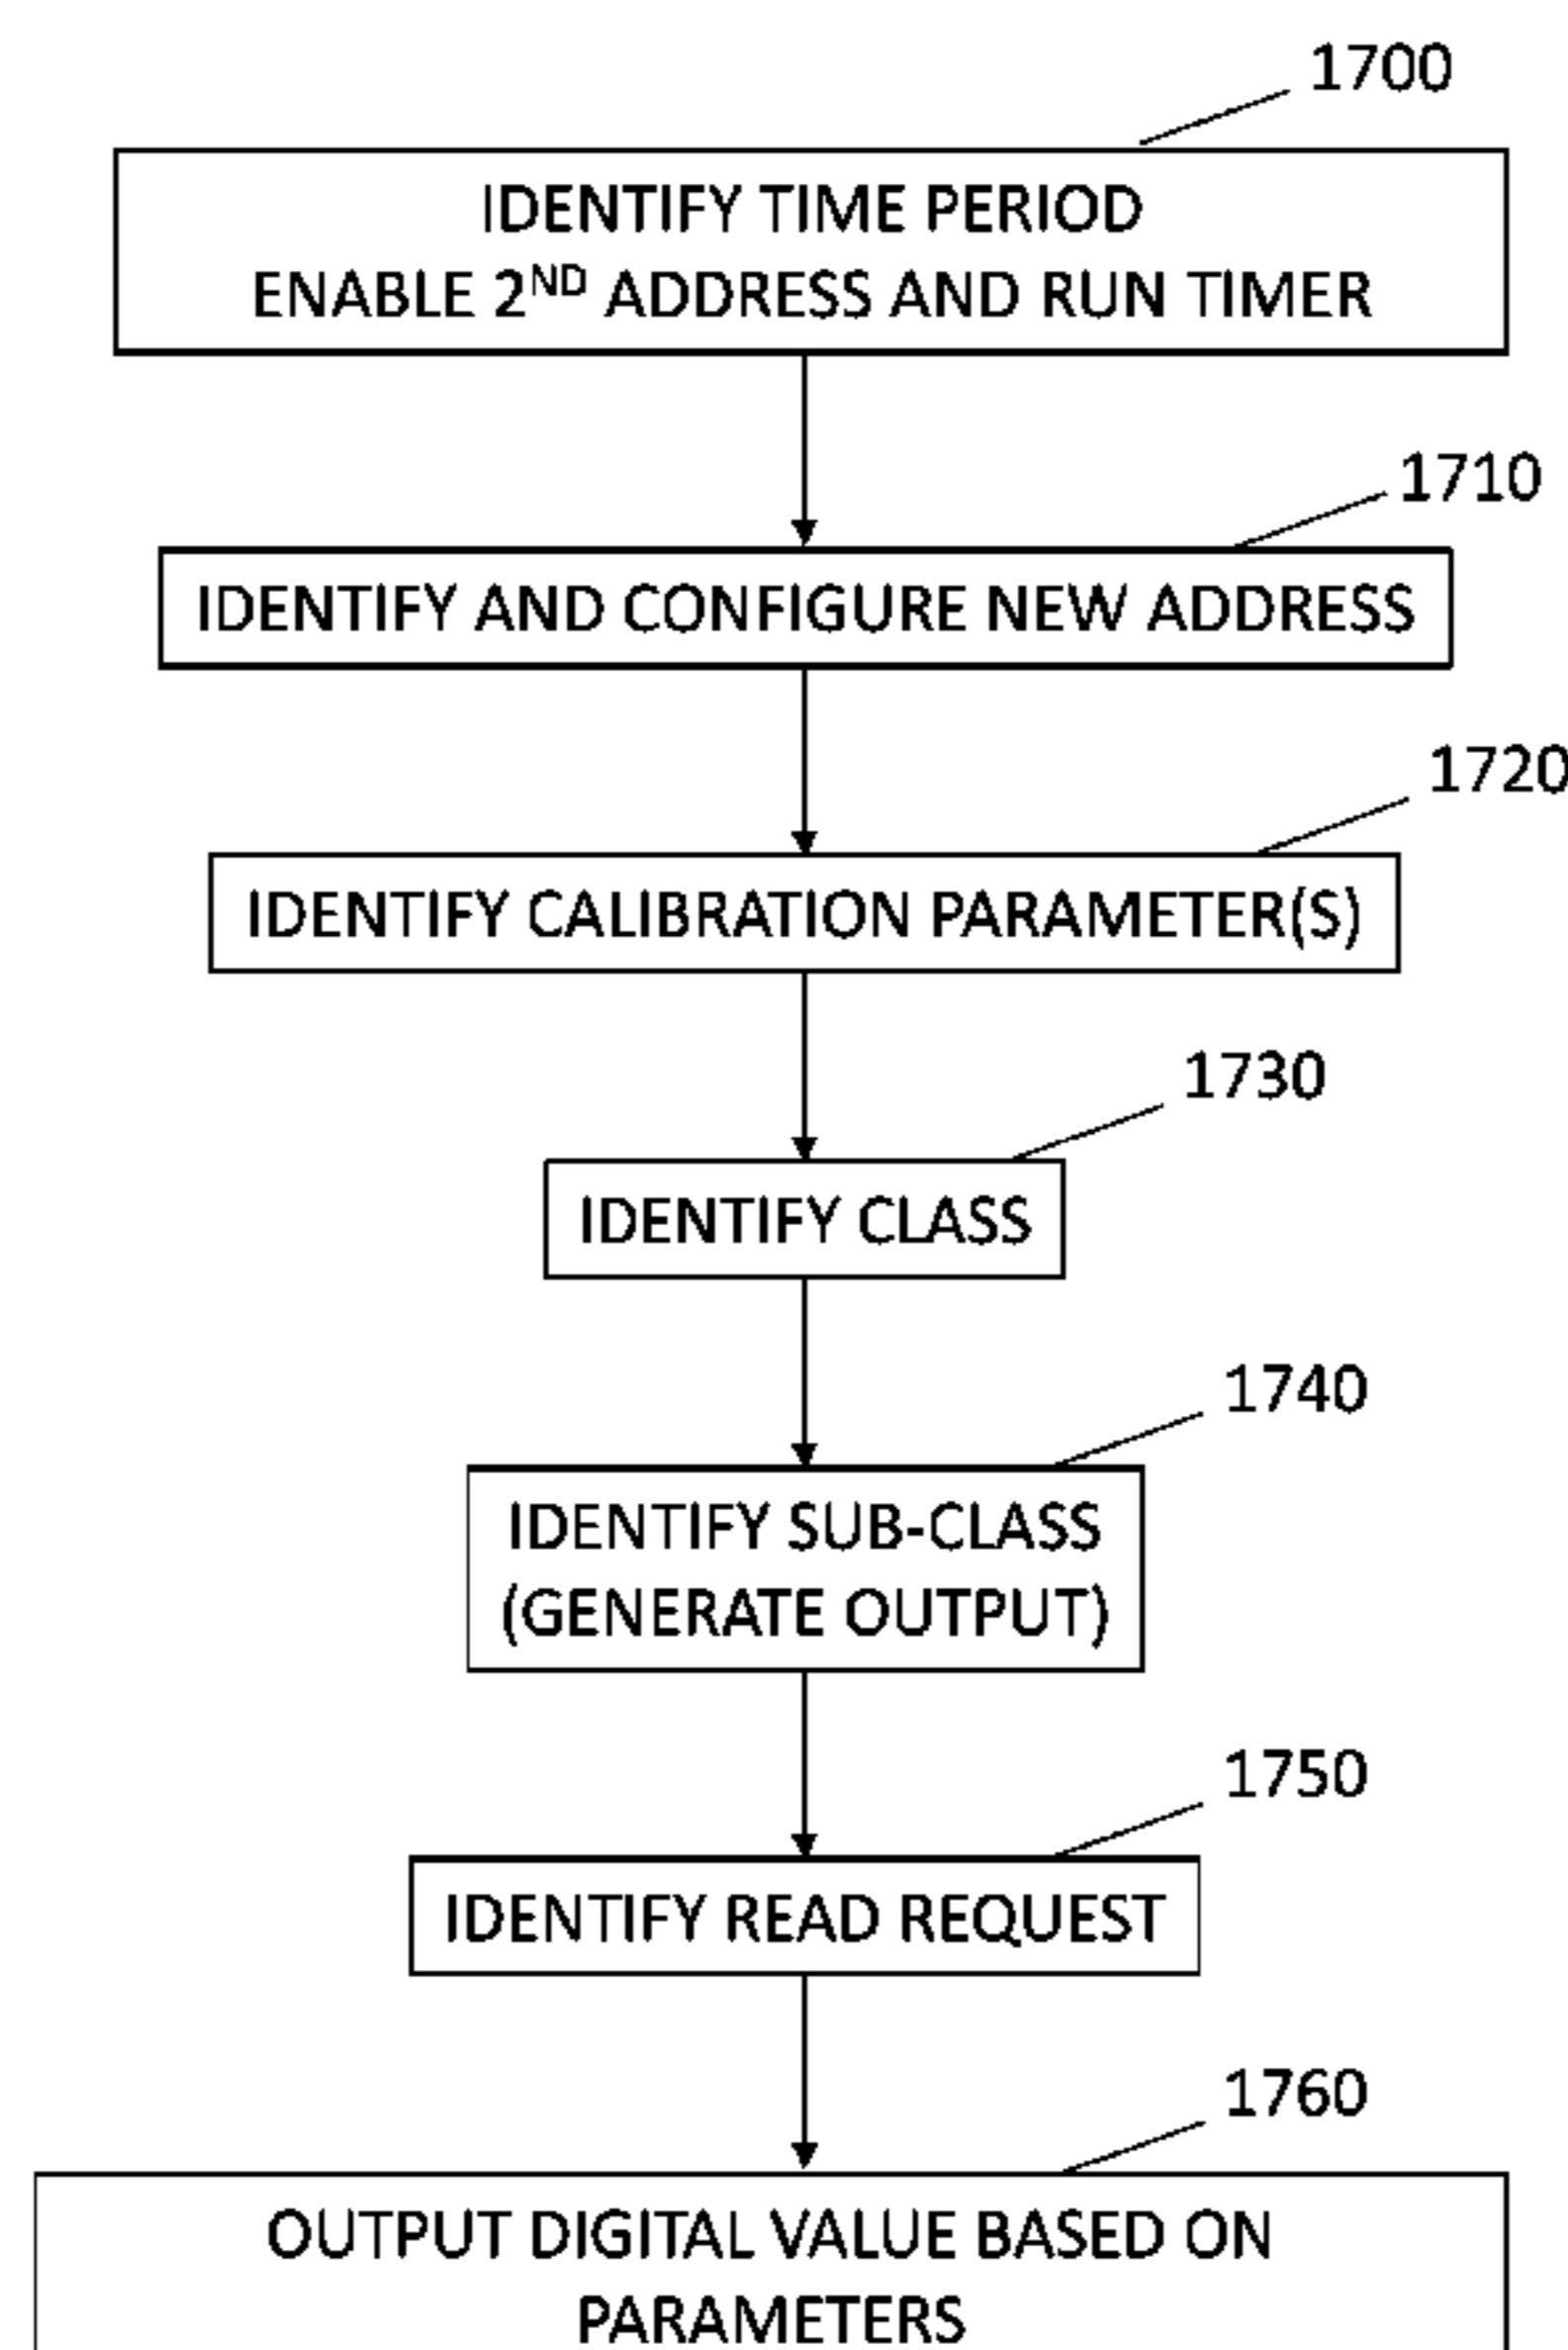 1700
IDENTIFY TIME PERIOD
ENABLE 2ND ADDRESS AND RUN TIMER
1710
IDENTIFY AND CONFIGURE NEW ADDRESS
1720
IDENTIFY CALIBRATION PARAMETER(S)
1730
IDENTIFY CLASS
1740
IDENTIFY SUB-CLASS
(GENERATE OUTPUT)
1750
IDENTIFY READ REQUEST
1760
OUTPUT DIGITAL VALUE BASED ON
PARAMETERS